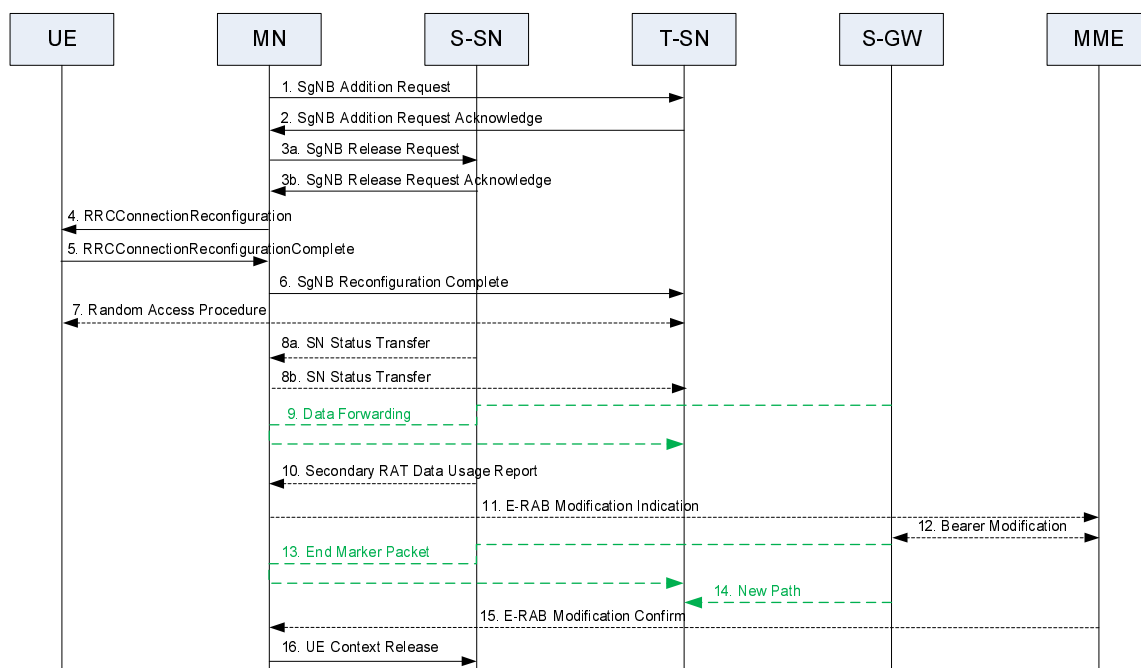 UE
MN
S-SN
T-SN
S-GW
MME
1. SgNB Addition Request
2. SgNB Addition Request Acknowledge
3a. SgNB Release Request
3b. SgNB Release Request Acknowledge
4. RRCConnectionReconfiguration
5. RRCConnectionReconfigurationComplete
6. SgNB Reconfiguration Complete
7. Random Access Procedure
8a. SN Status Transfer
8b. SN Status Transfer
9. Data Forwarding
10. Secondary RAT Data Usage Report
11. E-RAB Modification Indication
12. Bearer Modification
13. End Marker Packet
14. New Path
15. E-RAB Modification Confirm
16. UE Context Release